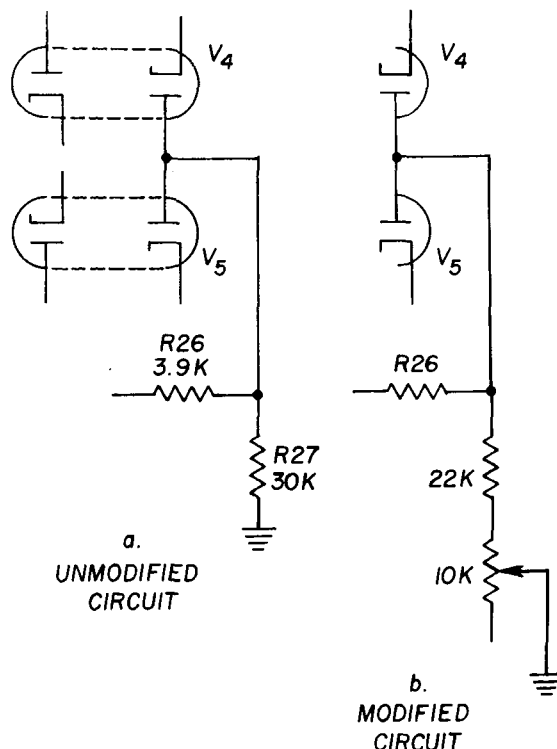 V4
V5
R26
3.9K
R27
30K
a.
UNMODIFIED
CIRCUIT
V4
V5
R26
22K
10K
b.
MODIFIED
CIRCUIT